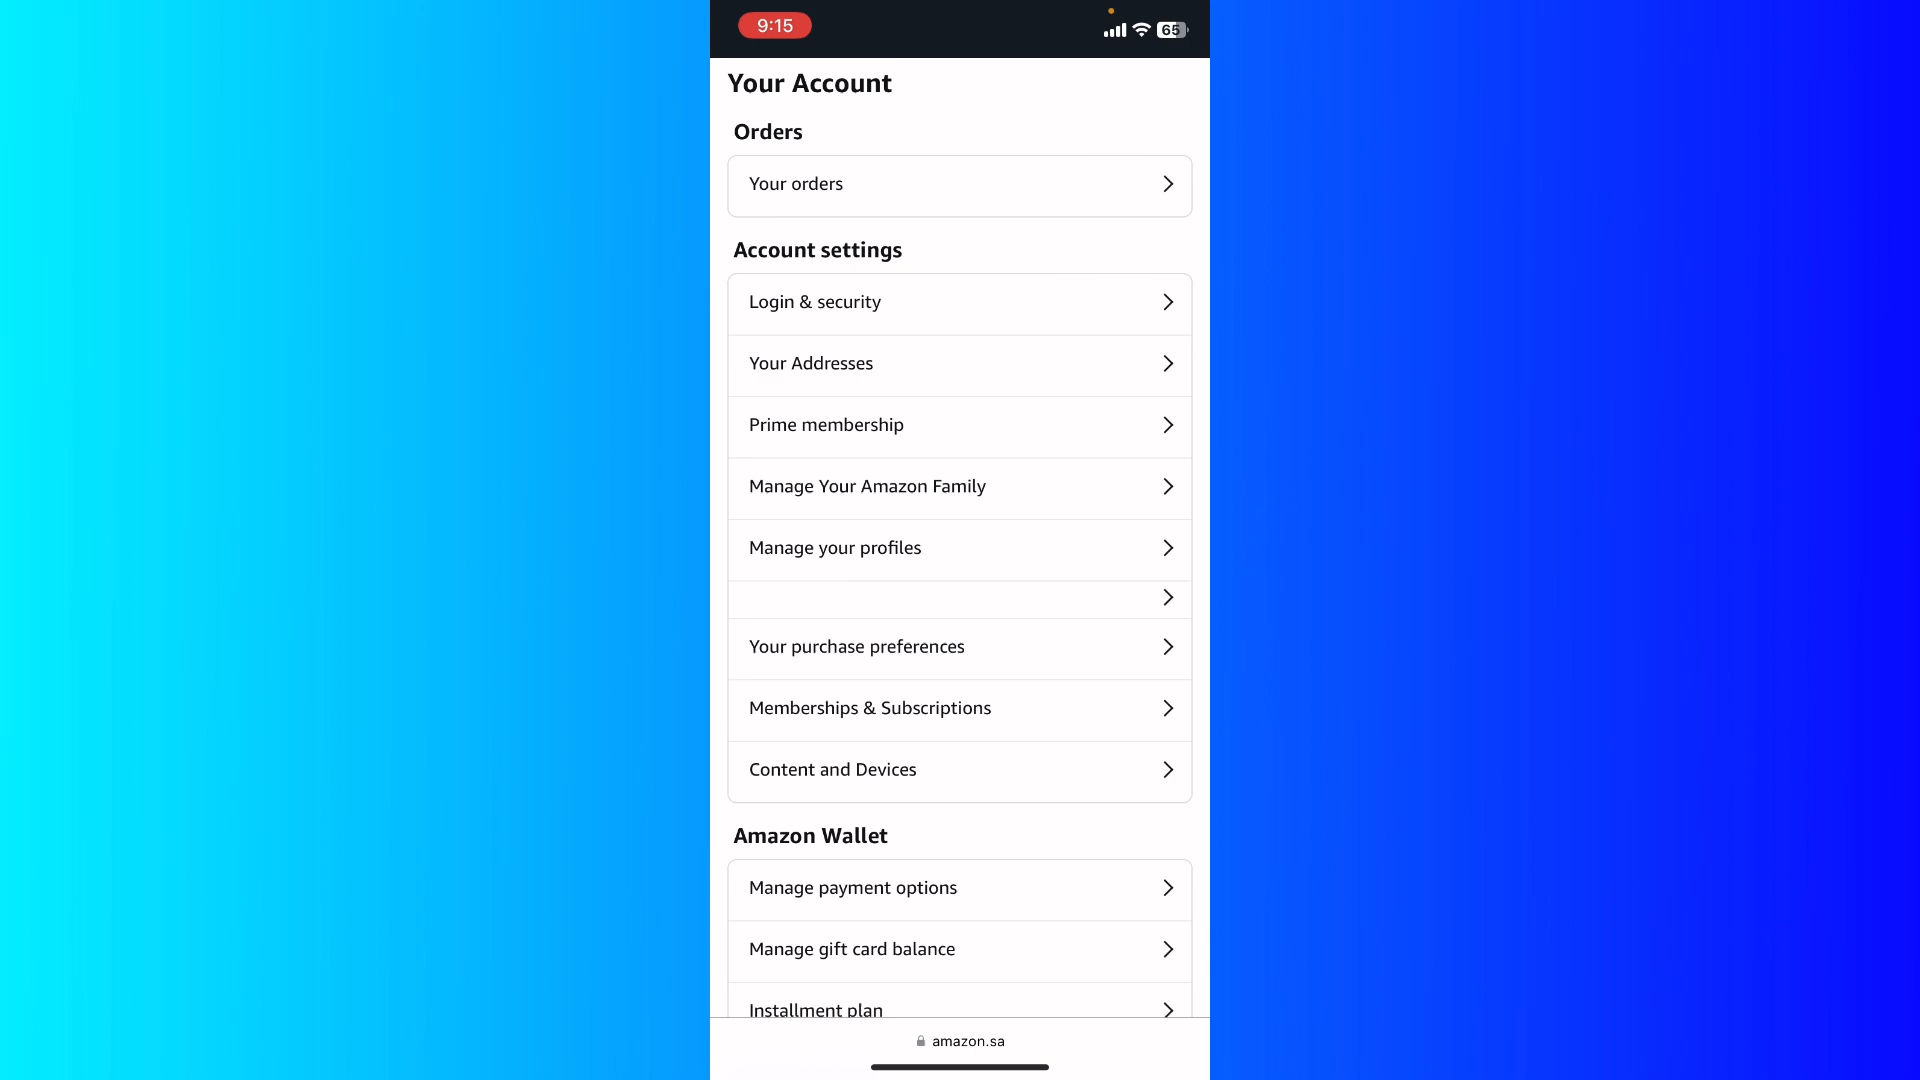 9:15
65
Your Account
Orders
Your orders
Account settings
Login & security
Your Addresses
Prime membership
Manage Your Amazon Family
Manage your profiles
Your purchase preferences
Memberships & Subscriptions
Content and Devices
Amazon Wallet
Manage payment options
Manage gift card balance
Installment plan
amazon.sa